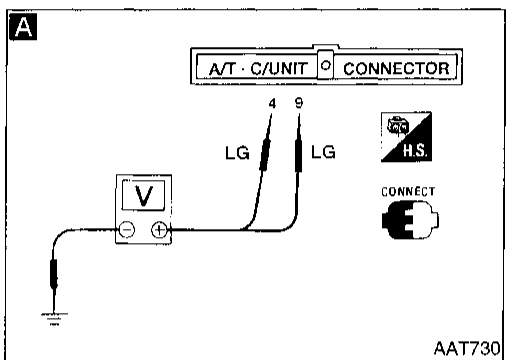 A
A/T · C/UNIT CONNECTOR
4 9
LG LG
H.S.
V
CONNECT
AAT730